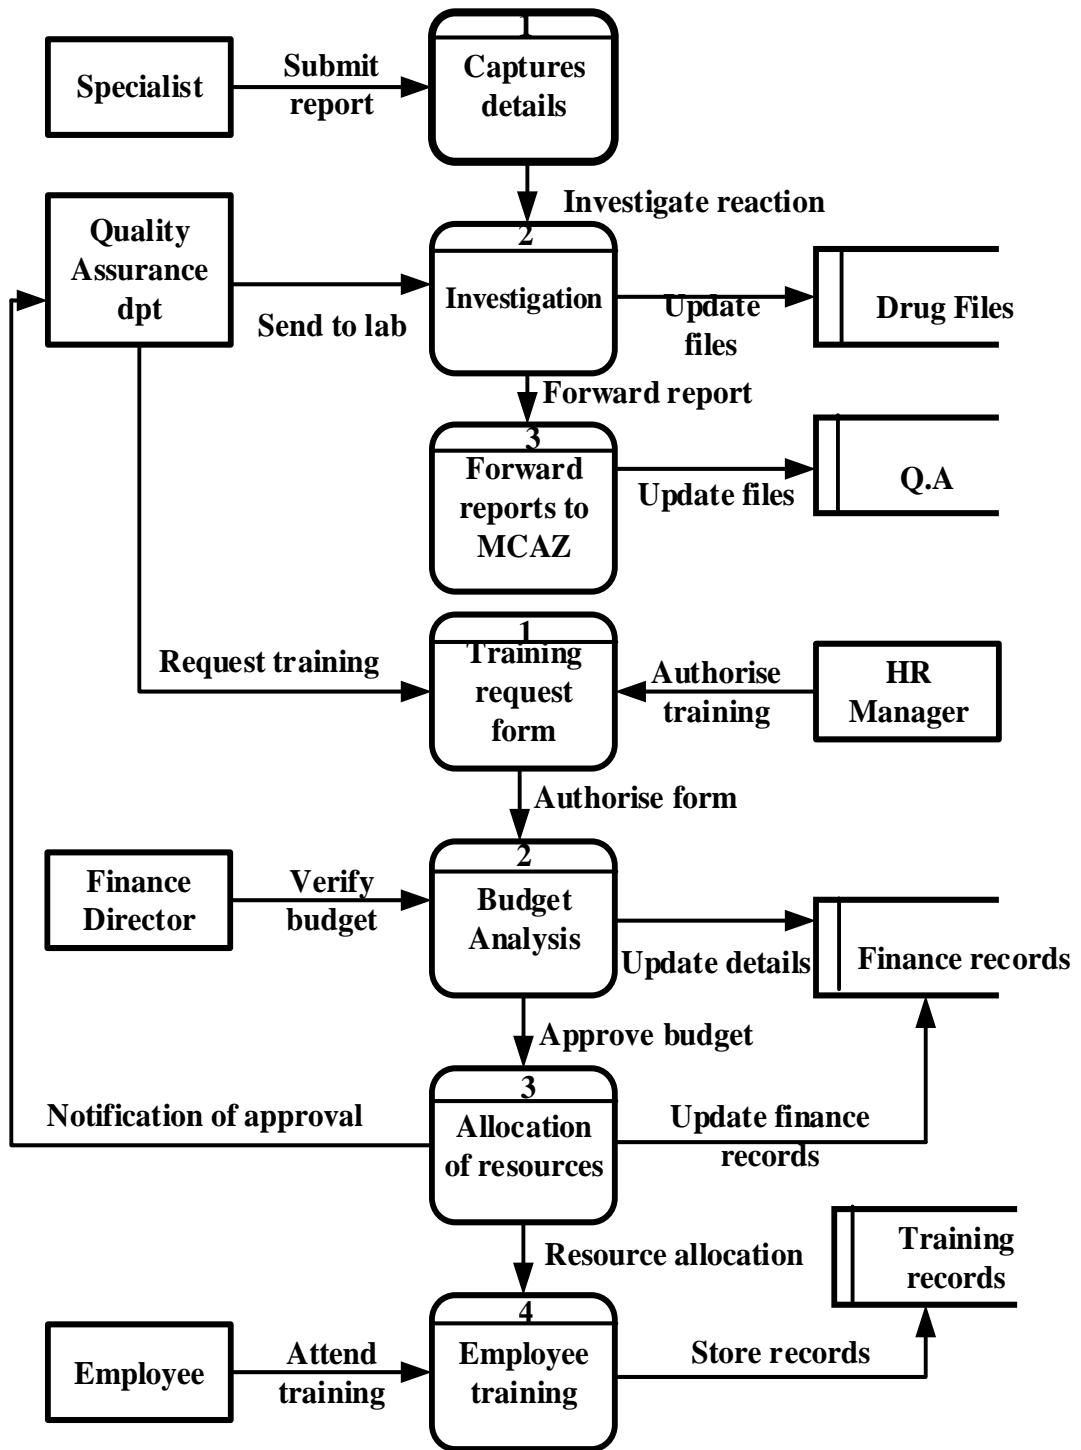 1
Specialist
Submit
report
Captures
details
Investigate reaction
Quality
Assurance
dpt
Send to lab
2
Investigation
Update
files
Drug Files
Forward report
3
Forward
reports to
MCAZ
Update files
Q.A
Request training
1
Training
request
form
Authorise
training
HR
Manager
Authorise form
Finance
Director
Verify
budget
2
Budget
Analysis
Update details
Finance records
Approve budget
Notification of approval
3
Allocation
of resources
Update finance
records
Resource allocation
Training
records
Employee
Attend
training
4
Employee
training
Store records